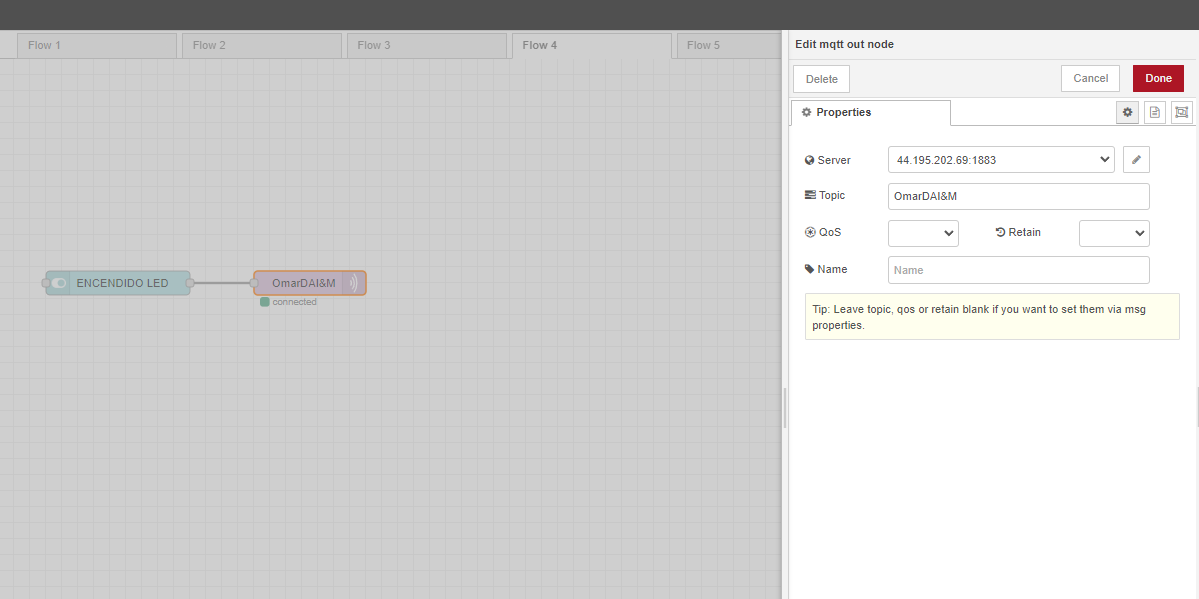 Flow 1
Flow 2
Flow 3
Flow 4
Flow 5
ENCENDIDO LED
OmarDAI&M
connected
Edit mqtt out node
Delete
Cancel
Done
Properties
Server
44.195.202.69:1883
Topic
OmarDAI&M
QoS
Retain
Name
Name
Tip: Leave topic, qos or retain blank if you want to set them via msg
properties.